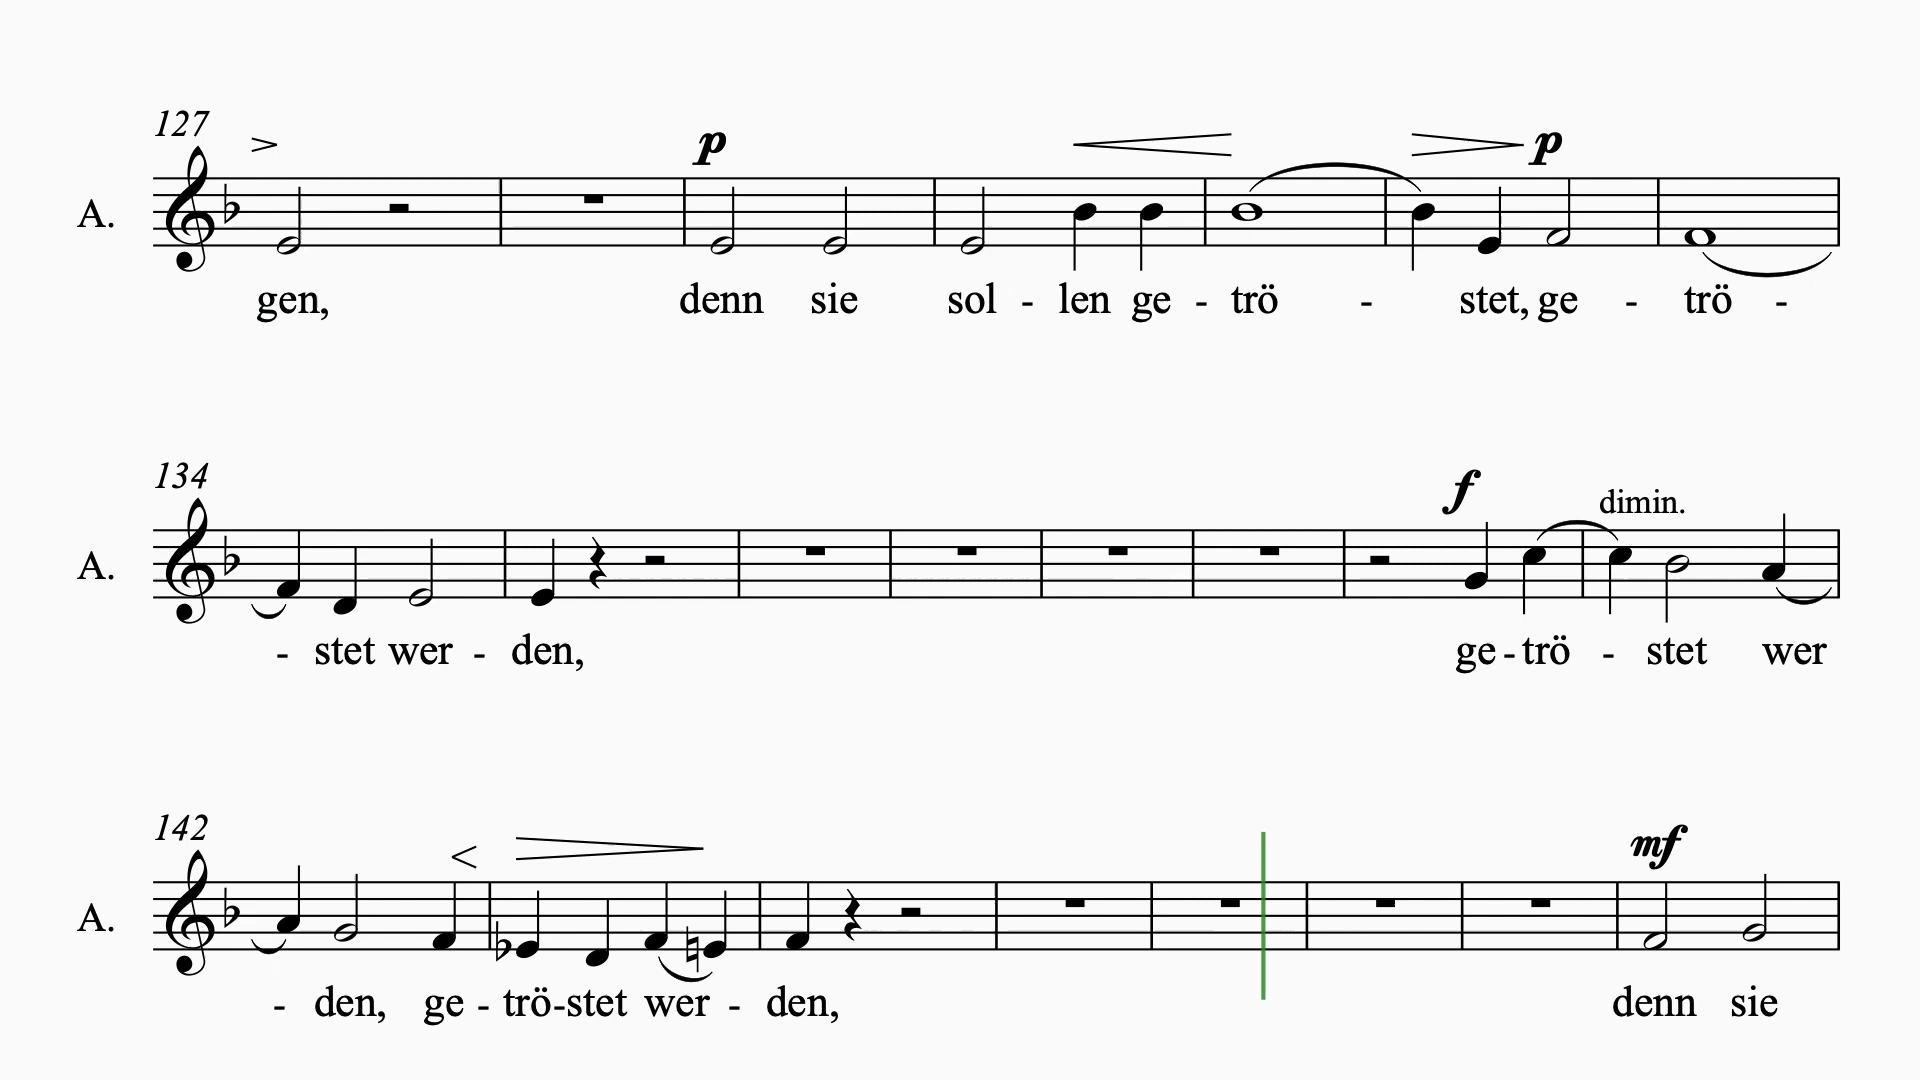 127
p p
A.
gen, denn sie sol - len ge - trö - stet, ge - trö -
134
f dimin.
A.
- stet wer - den, ge - trö - stet wer
142
mf
A.
- den, ge - trö - stet wer - den, denn sie